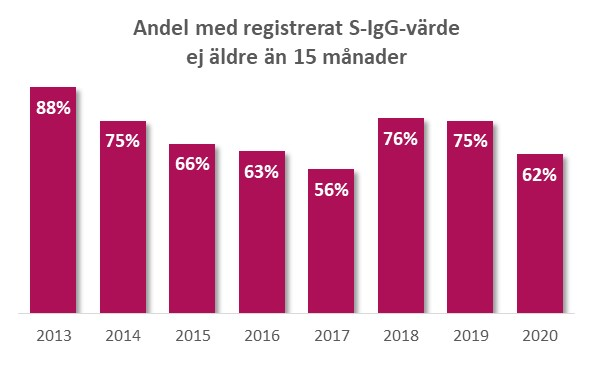 Andel med registrerat S-IgG-värde
ej äldre än 15 månader
88%
75%
66%
63%
56%
76%
75%
62%
2013 2014 2015 2016 2017 2018 2019 2020